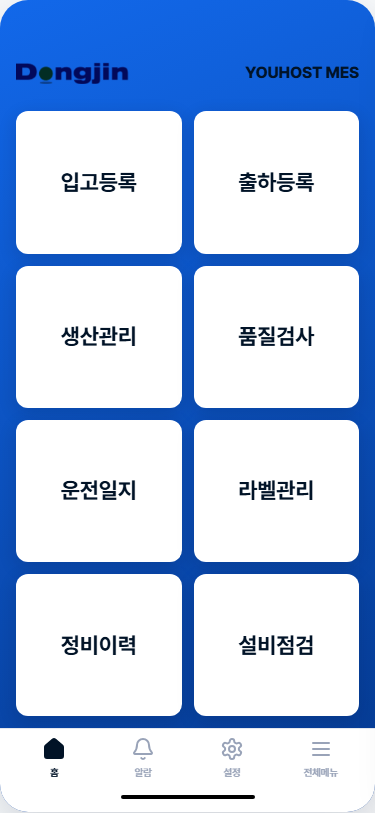 Dongjin
YOUHOST MES
입고등록
출하등록
생산관리
품질검사
운전일지
라벨관리
정비이력
설비점검
홈
알람
설정
전체메뉴